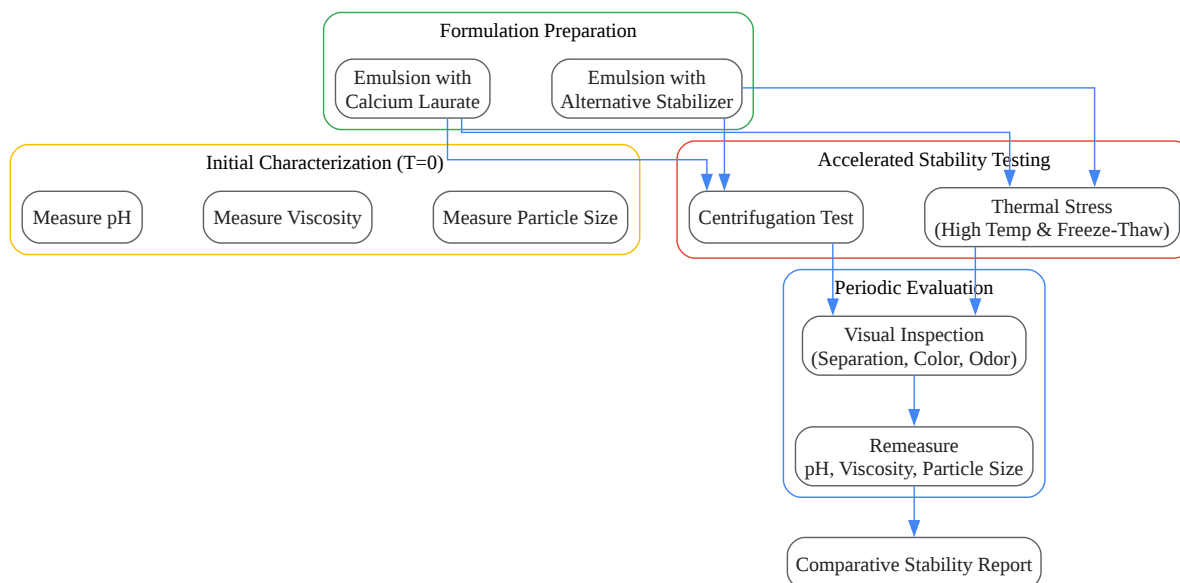 Formulation Preparation
Emulsion with
Calcium Laurate
Emulsion with
Alternative Stabilizer
Initial Characterization (T=0)
Measure pH
Measure Viscosity
Measure Particle Size
Accelerated Stability Testing
Centrifugation Test
Thermal Stress
(High Temp & Freeze-Thaw)
Periodic Evaluation
Visual Inspection
(Separation, Color, Odor)
Remeasure
pH, Viscosity, Particle Size
Comparative Stability Report